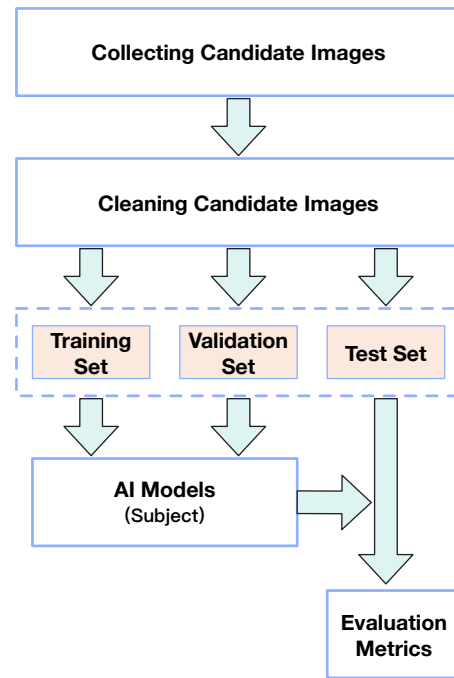 Collecting Candidate Images
Cleaning Candidate Images
Training
Set
Validation
Set
Test Set
AI Models
(Subject)
Evaluation
Metrics